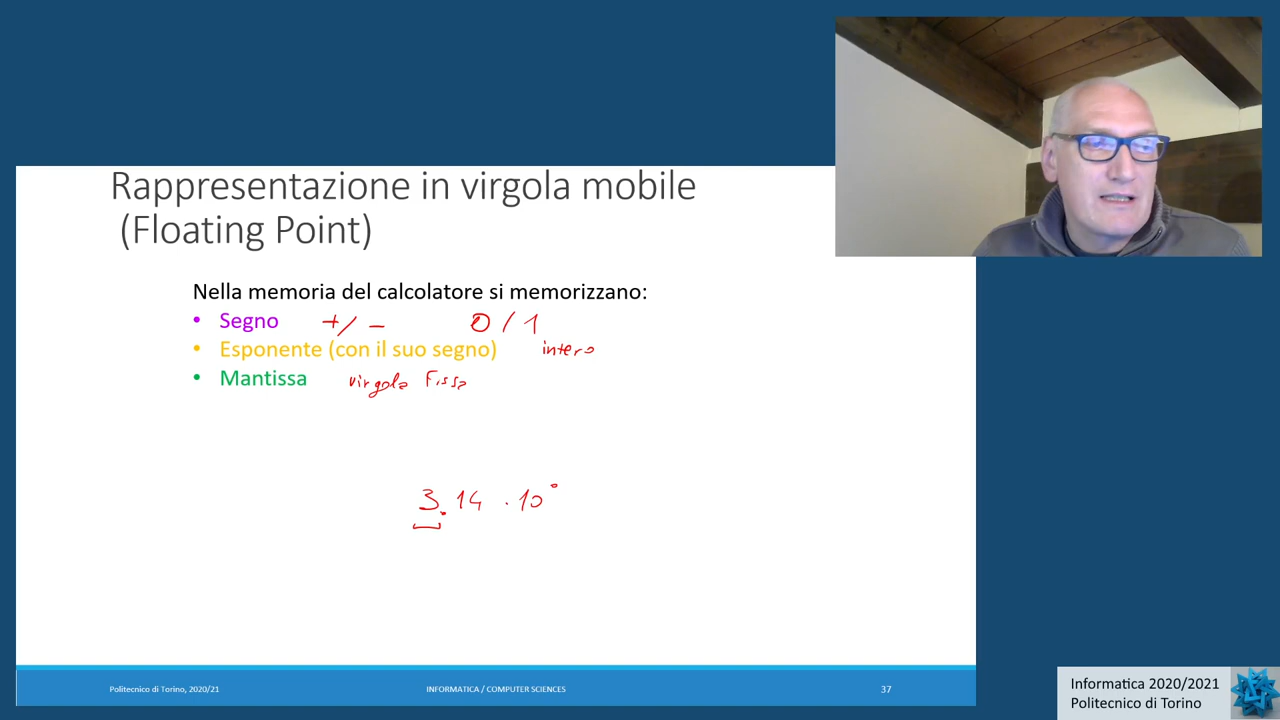 Rappresentazione in virgola mobile
(Floating Point)
Nella memoria del calcolatore si memorizzano:
• Segno +/- 0/1
• Esponente (con il suo segno) intero
• Mantissa virgola Fissa
3.14 · 10°
Politecnico di Torino, 2020/21 INFORMATICA / COMPUTER SCIENCES 37
Informatica 2020/2021
Politecnico di Torino